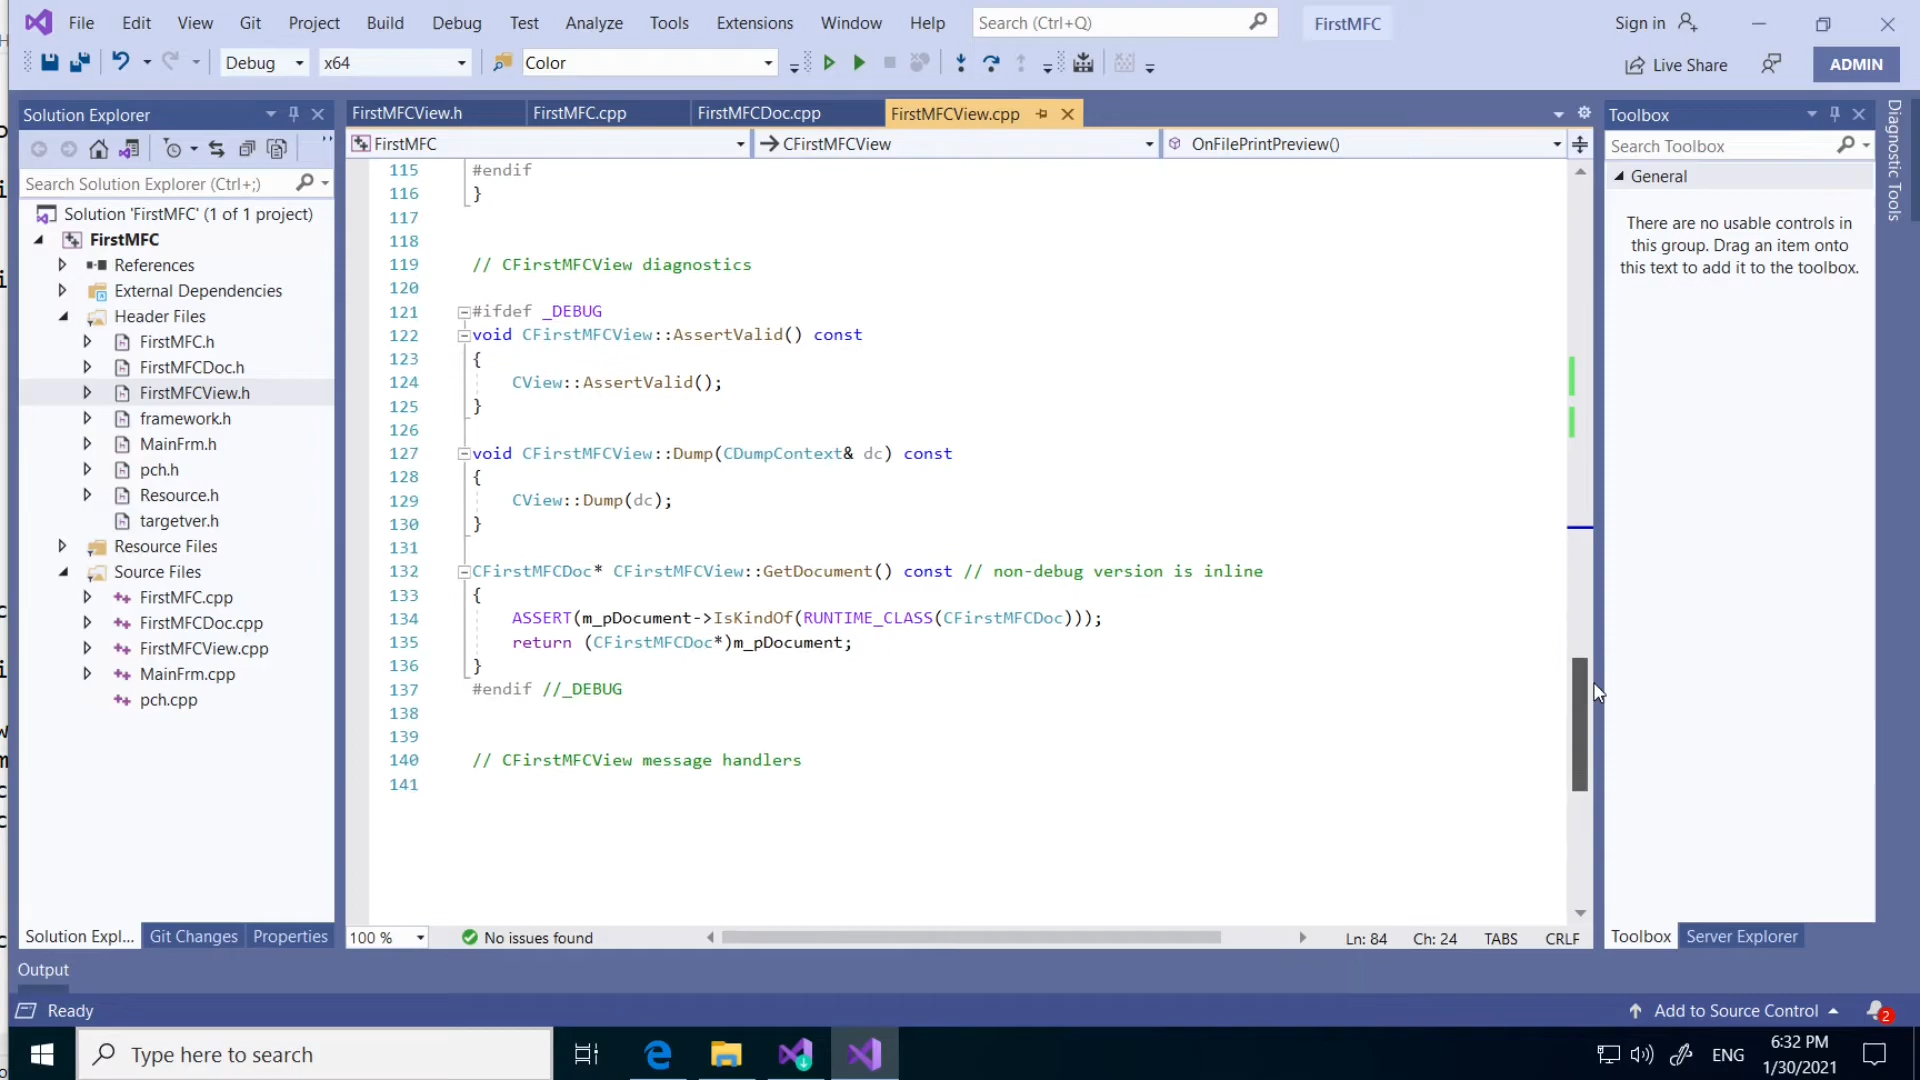 File Edit View Git Project Build Debug Test Analyze Tools Extensions Window Help Search (Ctrl+Q) FirstMFC Sign in
Debug x64 Color Live Share ADMIN
Solution Explorer
Search Solution Explorer (Ctrl+;)
Solution 'FirstMFC' (1 of 1 project)
FirstMFC
References
External Dependencies
Header Files
FirstMFC.h
FirstMFCDoc.h
FirstMFCView.h
framework.h
MainFrm.h
pch.h
Resource.h
targetver.h
Resource Files
Source Files
FirstMFC.cpp
FirstMFCDoc.cpp
FirstMFCView.cpp
MainFrm.cpp
pch.cpp
Solution Expl... Git Changes Properties
FirstMFCView.h FirstMFC.cpp FirstMFCDoc.cpp FirstMFCView.cpp
FirstMFC CFirstMFCView OnFilePrintPreview()
115 #endif
116 }
117
118
119 // CFirstMFCView diagnostics
120
121 #ifdef _DEBUG
122 void CFirstMFCView::AssertValid() const
123 {
124 CView::AssertValid();
125 }
126
127 void CFirstMFCView::Dump(CDumpContext& dc) const
128 {
129 CView::Dump(dc);
130 }
131
132 CFirstMFCDoc* CFirstMFCView::GetDocument() const // non-debug version is inline
133 {
134 ASSERT(m_pDocument->IsKindOf(RUNTIME_CLASS(CFirstMFCDoc)));
135 return (CFirstMFCDoc*)m_pDocument;
136 }
137 #endif //_DEBUG
138
139
140 // CFirstMFCView message handlers
141
100 % No issues found Ln: 84 Ch: 24 TABS CRLF
Toolbox
Search Toolbox
General
There are no usable controls in
this group. Drag an item onto
this text to add it to the toolbox.
Toolbox Server Explorer
Diagnostic Tools
Output
Ready Add to Source Control 2
Type here to search ENG 6:32 PM
1/30/2021